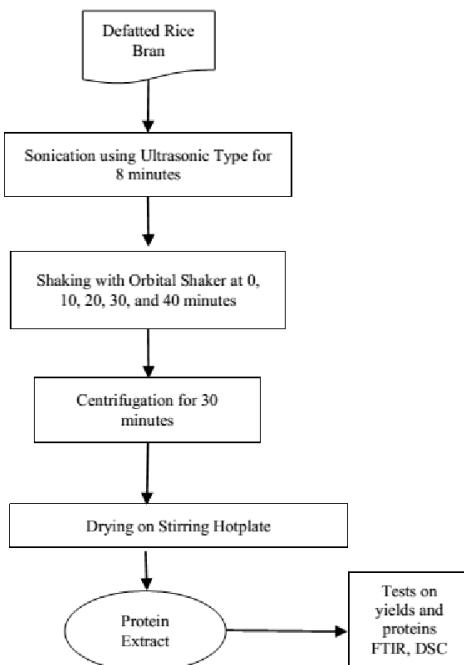 Defatted Rice
Bran
Sonication using Ultrasonic Type for
8 minutes
Shaking with Orbital Shaker at 0,
10, 20, 30, and 40 minutes
Centrifugation for 30
minutes
Drying on Stirring Hotplate
Protein
Extract
Tests on
yields and
proteins
FTIR, DSC